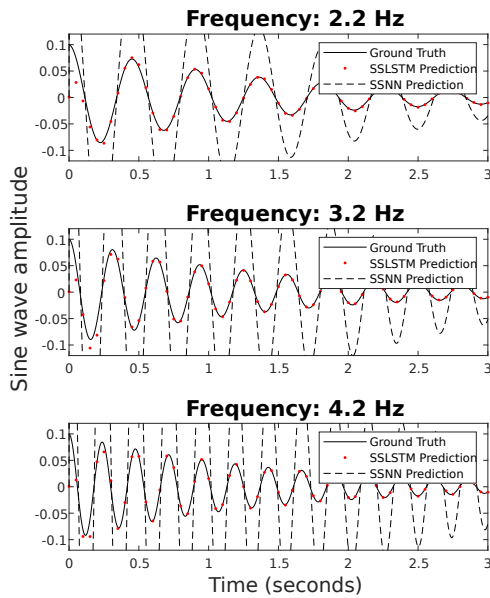 Frequency: 2.2 Hz
0.1
0.05
0
-0.05
-0.1
Ground Truth
SSLSTM Prediction
SSNN Prediction
0 0.5 1 1.5 2 2.5 3
Frequency: 3.2 Hz
0.1
0.05
0
-0.05
-0.1
Ground Truth
SSLSTM Prediction
SSNN Prediction
0 0.5 1 1.5 2 2.5 3
Sine wave amplitude
Frequency: 4.2 Hz
0.1
0.05
0
-0.05
-0.1
Ground Truth
SSLSTM Prediction
SSNN Prediction
0 0.5 1 1.5 2 2.5 3
Time (seconds)